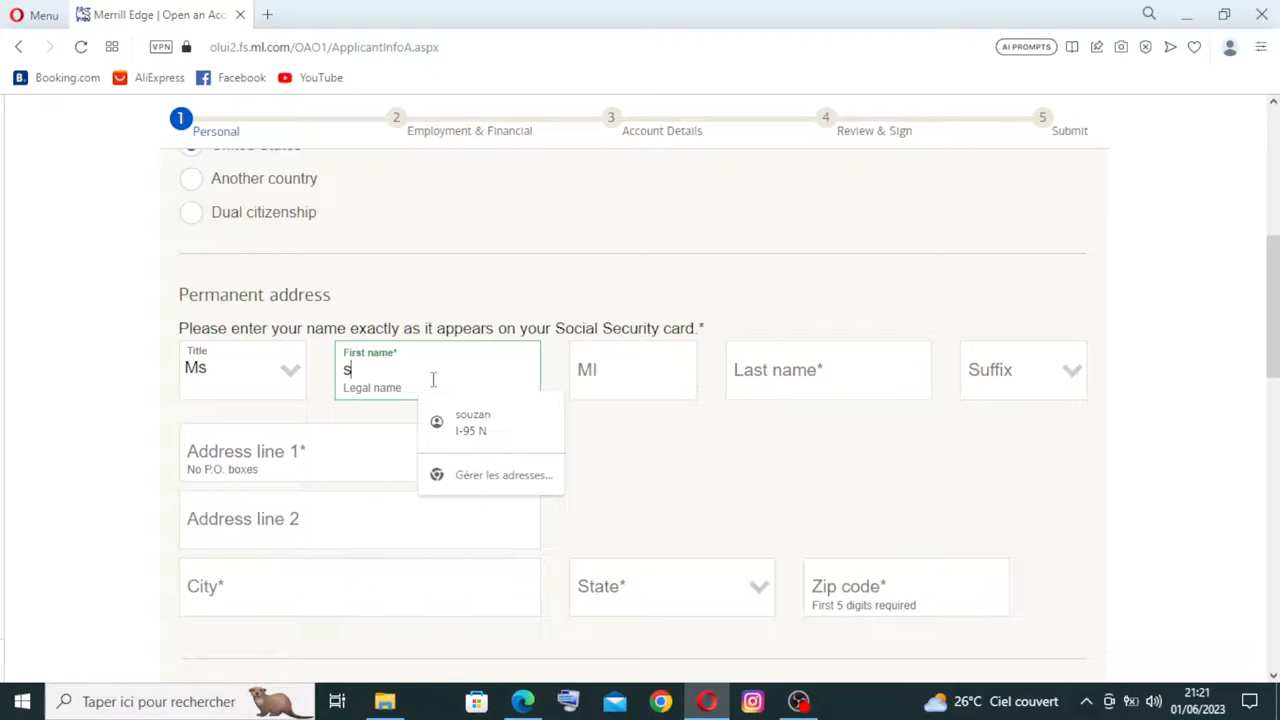 Menu
Merrill Edge | Open an Acc
VPN
olui2.fs.ml.com/OAO1/ApplicantInfoA.aspx
AI PROMPTS
B.
Booking.com
AliExpress
Facebook
YouTube
1
2
3
4
5
Personal
Employment & Financial
Account Details
Review & Sign
Submit
United States
Another country
Dual citizenship
Permanent address
Please enter your name exactly as it appears on your Social Security card.*
Title
Ms
First name*
s
Legal name
MI
Last name*
Suffix
souzan
I-95 N
Gérer les adresses...
Address line 1*
No P.O. boxes
Address line 2
City*
State*
Zip code*
First 5 digits required
Taper ici pour rechercher
26°C Ciel couvert
21:21
01/06/2023